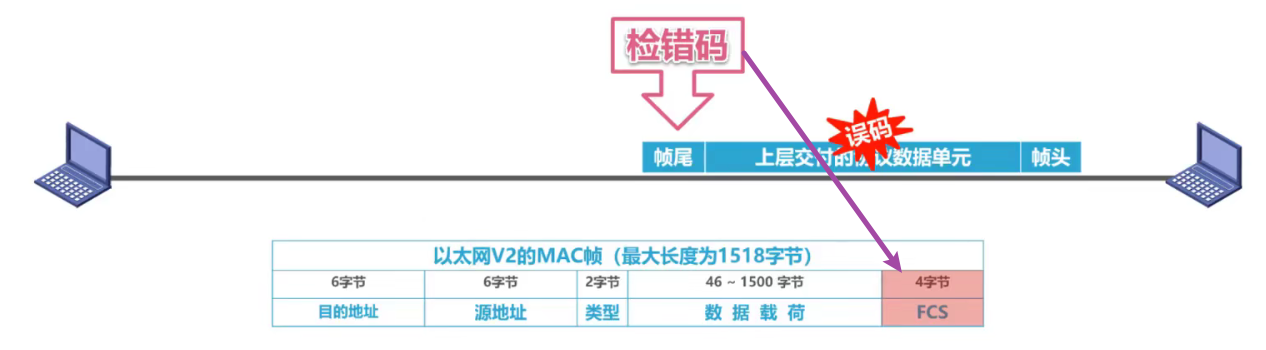 检错码
误码
帧尾 上层交付的协议数据单元 帧头
以太网V2的MAC帧（最大长度为1518字节）
6字节 6字节 2字节 46 ~ 1500 字节 4字节
目的地址 源地址 类型 数 据 载 荷 FCS